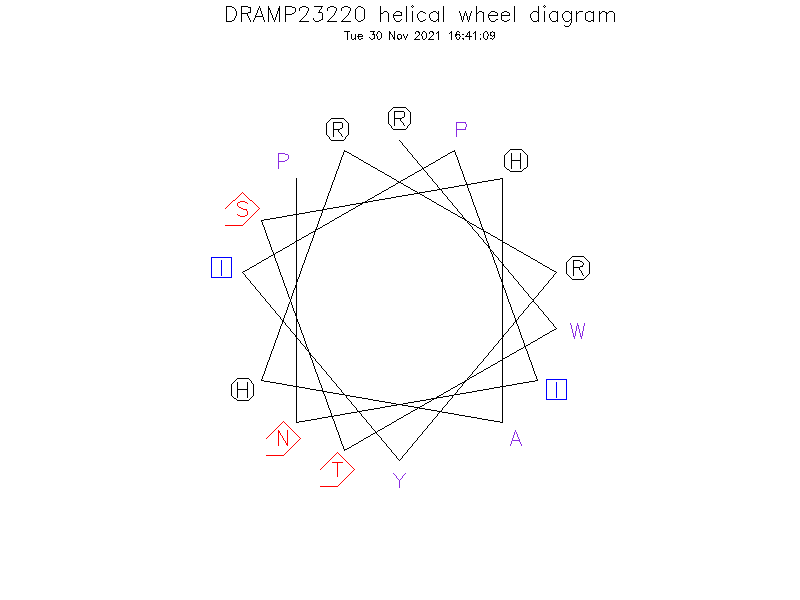 DRAMP23220 helical wheel diagram
Tue 30 Nov 2021 16:41:09
R
R
P
P
H
S
I
R
W
H
I
N
A
T
Y